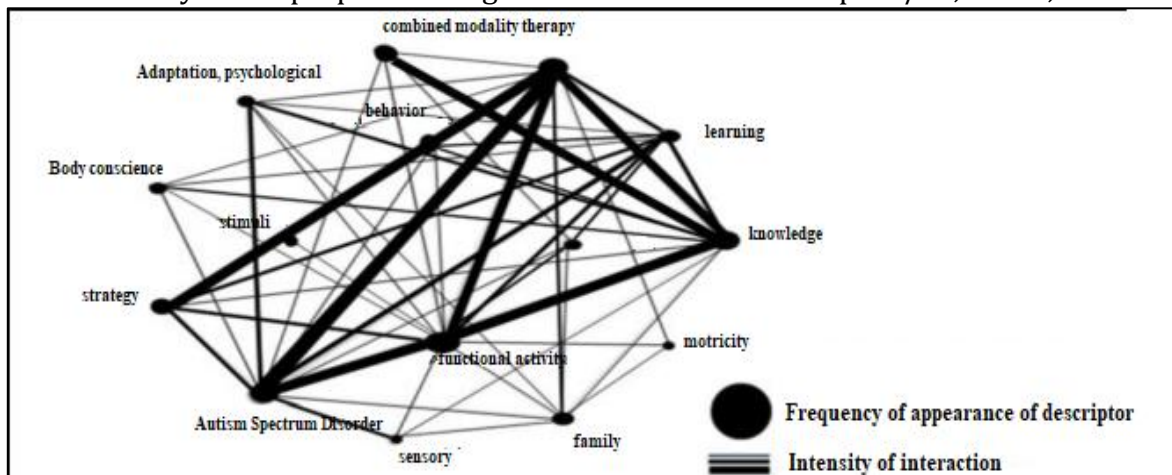 combined modality therapy
Adaptation, psychological
behavior
learning
Body conscience
stimuli
knowledge
strategy
motricity
functional activity
Autism Spectrum Disorder
family
sensory
Frequency of appearance of descriptor
Intensity of interaction